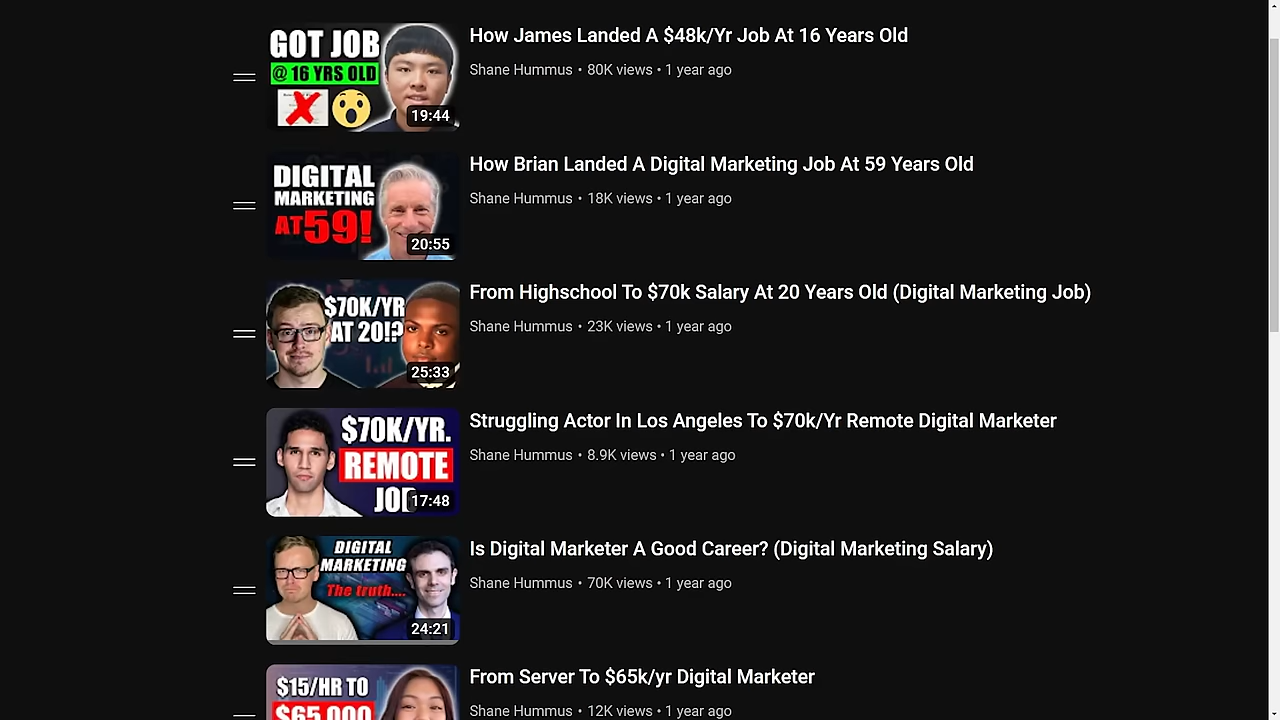 GOT JOB
@ 16 YRS OLD
19:44
How James Landed A $48k/Yr Job At 16 Years Old
Shane Hummus • 80K views • 1 year ago
DIGITAL
MARKETING
AT 59!
20:55
How Brian Landed A Digital Marketing Job At 59 Years Old
Shane Hummus • 18K views • 1 year ago
$70K/YR
AT 20!?
25:33
From Highschool To $70k Salary At 20 Years Old (Digital Marketing Job)
Shane Hummus • 23K views • 1 year ago
$70K/YR.
REMOTE
JOB
17:48
Struggling Actor In Los Angeles To $70k/Yr Remote Digital Marketer
Shane Hummus • 8.9K views • 1 year ago
DIGITAL
MARKETING
The truth....
24:21
Is Digital Marketer A Good Career? (Digital Marketing Salary)
Shane Hummus • 70K views • 1 year ago
$15/HR TO
$65,000
From Server To $65k/yr Digital Marketer
Shane Hummus • 12K views • 1 year ago